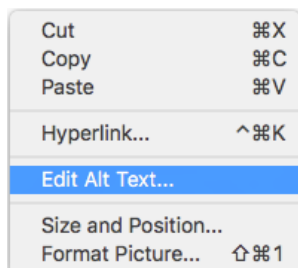 Cut ⌘X
Copy ⌘C
Paste ⌘V
Hyperlink... ^⌘K
Edit Alt Text...
Size and Position...
Format Picture... ⇧⌘1